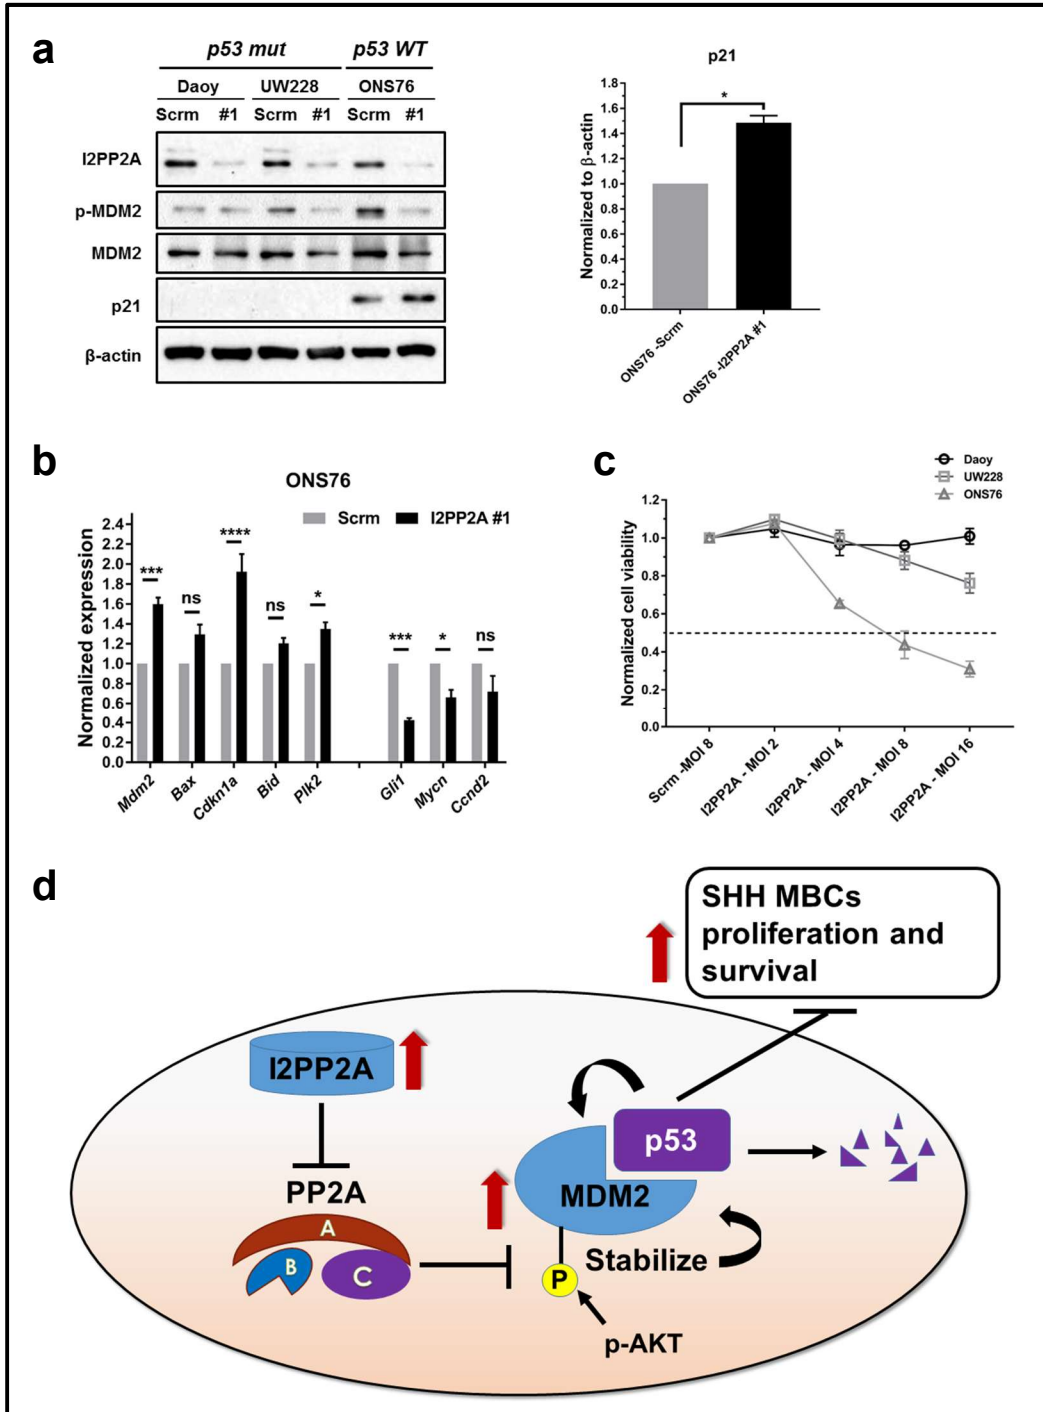 a
p53 mut
p53 WT
Daoy
UW228
ONS76
Scrm
#1
Scrm
#1
Scrm
#1
I2PP2A
p-MDM2
MDM2
p21
β-actin
p21
Normalized to β-actin
1.8
1.6
1.4
1.2
1.0
0.8
0.6
0.4
0.2
0.0
*
ONS76 -Scrm
ONS76 -I2PP2A #1
b
ONS76
Scrm
I2PP2A #1
Normalized expression
2.4
2.2
2.0
1.8
1.6
1.4
1.2
1.0
0.8
0.6
0.4
0.2
0.0
***
ns
****
ns
*
***
*
ns
Mdm2
Bax
Cdkn1a
Bid
Plk2
Gli1
Mycn
Ccnd2
c
Daoy
UW228
ONS76
Normalized cell viability
1.2
1.0
0.8
0.6
0.4
0.2
0.0
Scrm -MOI 8
I2PP2A - MOI 2
I2PP2A - MOI 4
I2PP2A - MOI 8
I2PP2A - MOI 16
d
SHH MBCs
proliferation and
survival
I2PP2A
PP2A
A
B
C
p53
MDM2
Stabilize
P
p-AKT